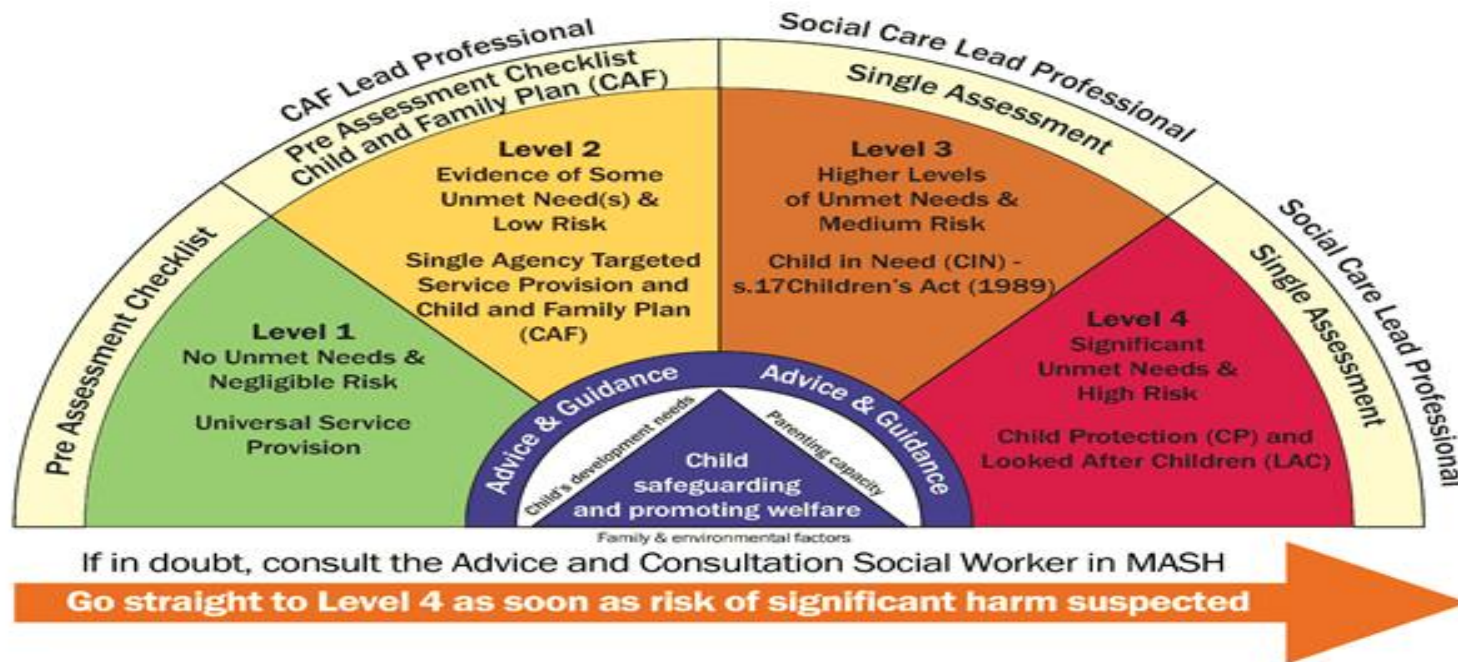 CAF Lead Professional
Social Care Lead Professional
Pre Assessment Checklist
Child and Family Plan (CAF)
Single Assessment
Pre Assessment Checklist
Single Assessment
Social Care Lead Professional
Level 1
No Unmet Needs &
Negligible Risk
Universal Service
Provision
Level 2
Evidence of Some
Unmet Need(s) &
Low Risk
Single Agency Targeted
Service Provision and
Child and Family Plan
(CAF)
Level 3
Higher Levels
of Unmet Needs &
Medium Risk
Child in Need (CIN) -
s.17Children's Act (1989)
Level 4
Significant
Unmet Needs &
High Risk
Child Protection (CP) and
Looked After Children (LAC)
Advice & Guidance
Advice & Guidance
Child's development needs
Parenting capacity
Child
safeguarding
and promoting welfare
Family & environmental factors
If in doubt, consult the Advice and Consultation Social Worker in MASH
Go straight to Level 4 as soon as risk of significant harm suspected